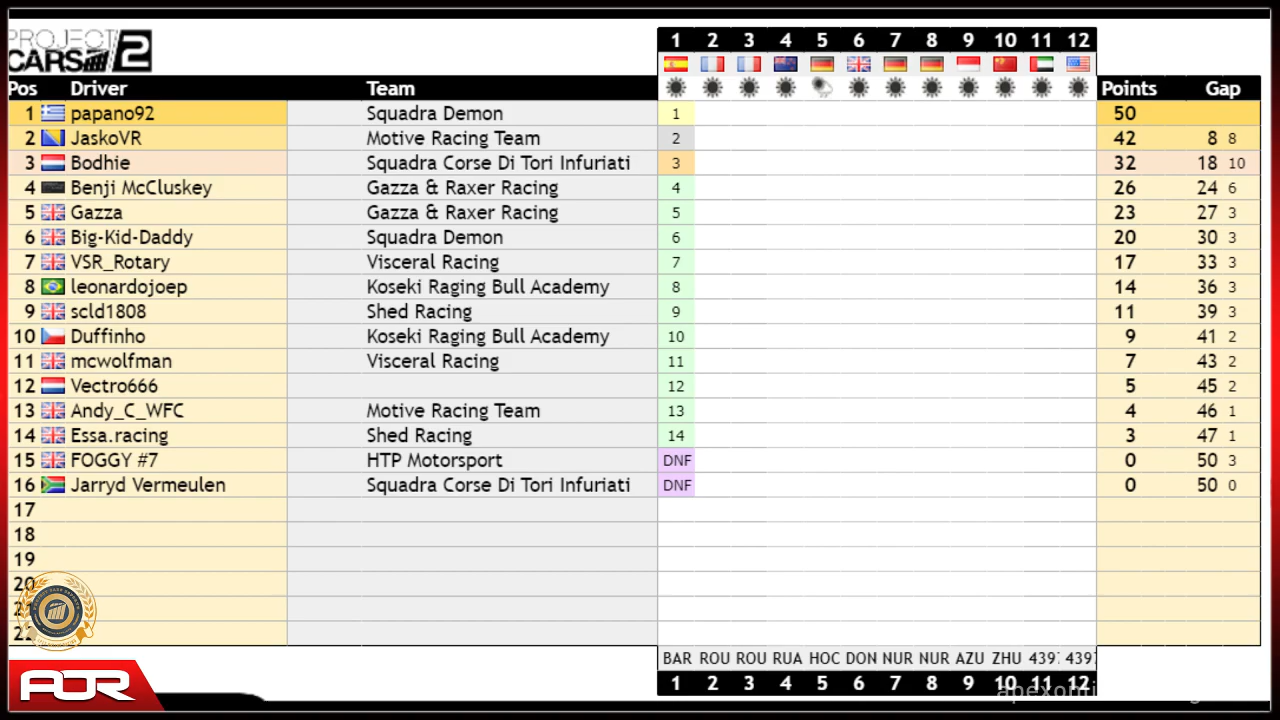 PROJECT
CARS 2
1 2 3 4 5 6 7 8 9 10 11 12
Pos Driver Team Points Gap
1 papano92 Squadra Demon 1 50
2 JaskoVR Motive Racing Team 2 42 8 8
3 Bodhie Squadra Corse Di Tori Infuriati 3 32 18 10
4 Benji McCluskey Gazza & Raxer Racing 4 26 24 6
5 Gazza Gazza & Raxer Racing 5 23 27 3
6 Big-Kid-Daddy Squadra Demon 6 20 30 3
7 VSR_Rotary Visceral Racing 7 17 33 3
8 leonardojoep Koseki Raging Bull Academy 8 14 36 3
9 scld1808 Shed Racing 9 11 39 3
10 Duffinho Koseki Raging Bull Academy 10 9 41 2
11 mcwolfman Visceral Racing 11 7 43 2
12 Vectro666 12 5 45 2
13 Andy_C_WFC Motive Racing Team 13 4 46 1
14 Essa.racing Shed Racing 14 3 47 1
15 FOGGY #7 HTP Motorsport DNF 0 50 3
16 Jarryd Vermeulen Squadra Corse Di Tori Infuriati DNF 0 50 0
17
18
19
20
BAR ROU ROU RUA HOC DON NUR NUR AZU ZHU 439 439
AOR
1 2 3 4 5 6 7 8 9 10 11 12